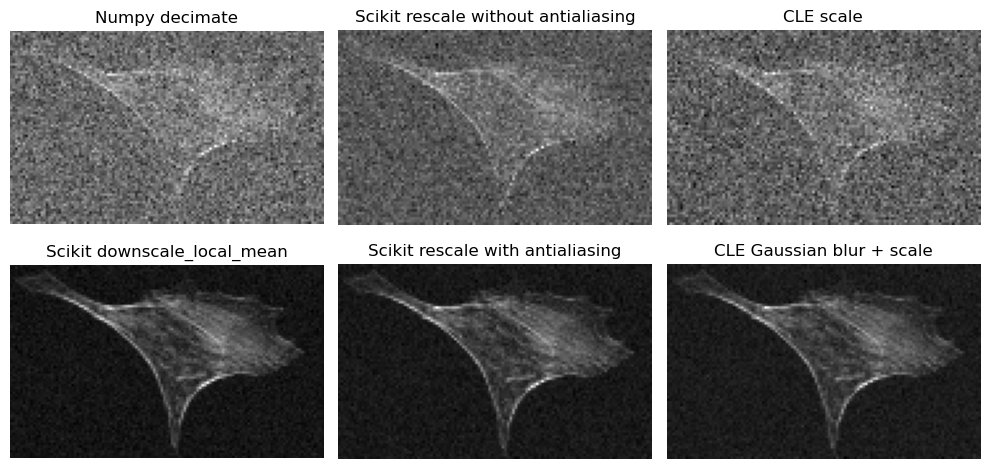 Numpy decimate
Scikit rescale without antialiasing
CLE scale
Scikit downscale_local_mean
Scikit rescale with antialiasing
CLE Gaussian blur + scale